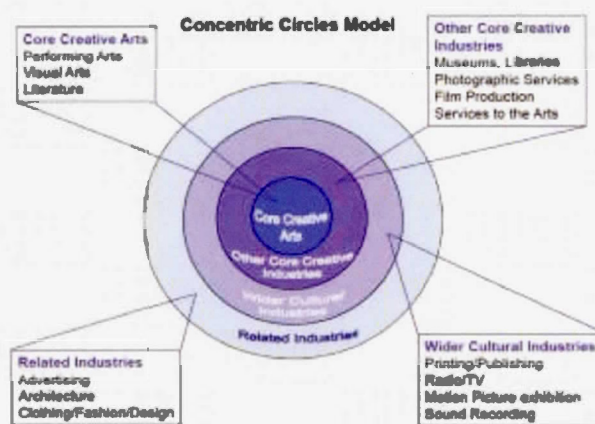 Concentric Circles Model
Core Creative Arts
Performing Arts
Visual Arts
Literature
Other Core Creative
Industries
Museums, Libraries
Photographic Services
Film Production
Services to the Arts
Core Creative
Arts
Other Core Creative
Industries
Wider Cultural
Industries
Related Industries
Related Industries
Advertising
Architecture
Clothing/Fashion/Design
Wider Cultural Industries
Printing/Publishing
Radio/TV
Motion Picture exhibition
Sound Recording